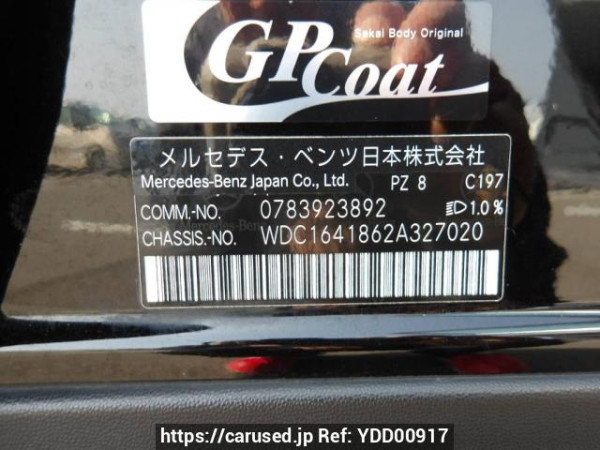 Sakai Body Original
GP Coat
メルセデス・ベンツ日本株式会社
Mercedes-Benz Japan Co., Ltd. PZ 8 C197
COMM.-NO. 0783923892 1.0 %
CHASSIS.-NO. WDC1641862A327020
https://carused.jp Ref: YDD00917